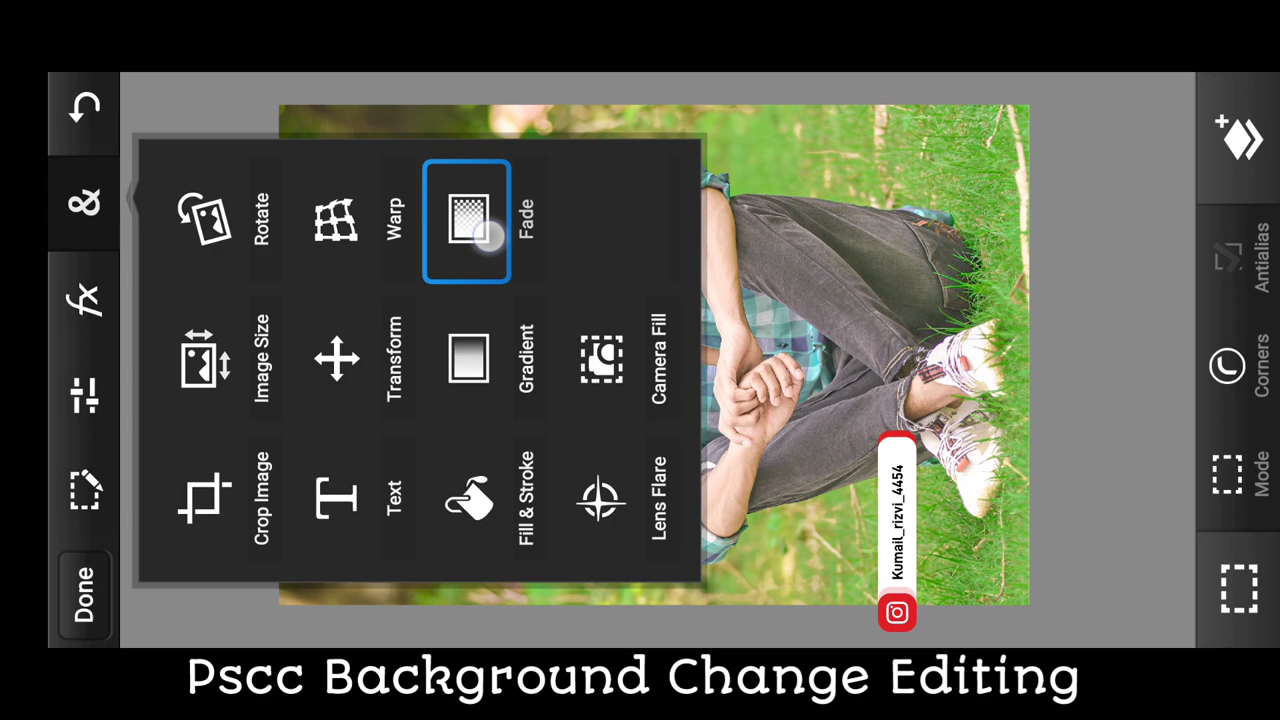 Done
&
fx
Crop Image
Image Size
Rotate
Text
Transform
Warp
Fill & Stroke
Gradient
Fade
Lens Flare
Camera Fill
Mode
Corners
Antialias
Kumail_rizvi_4454
Pscc Background Change Editing